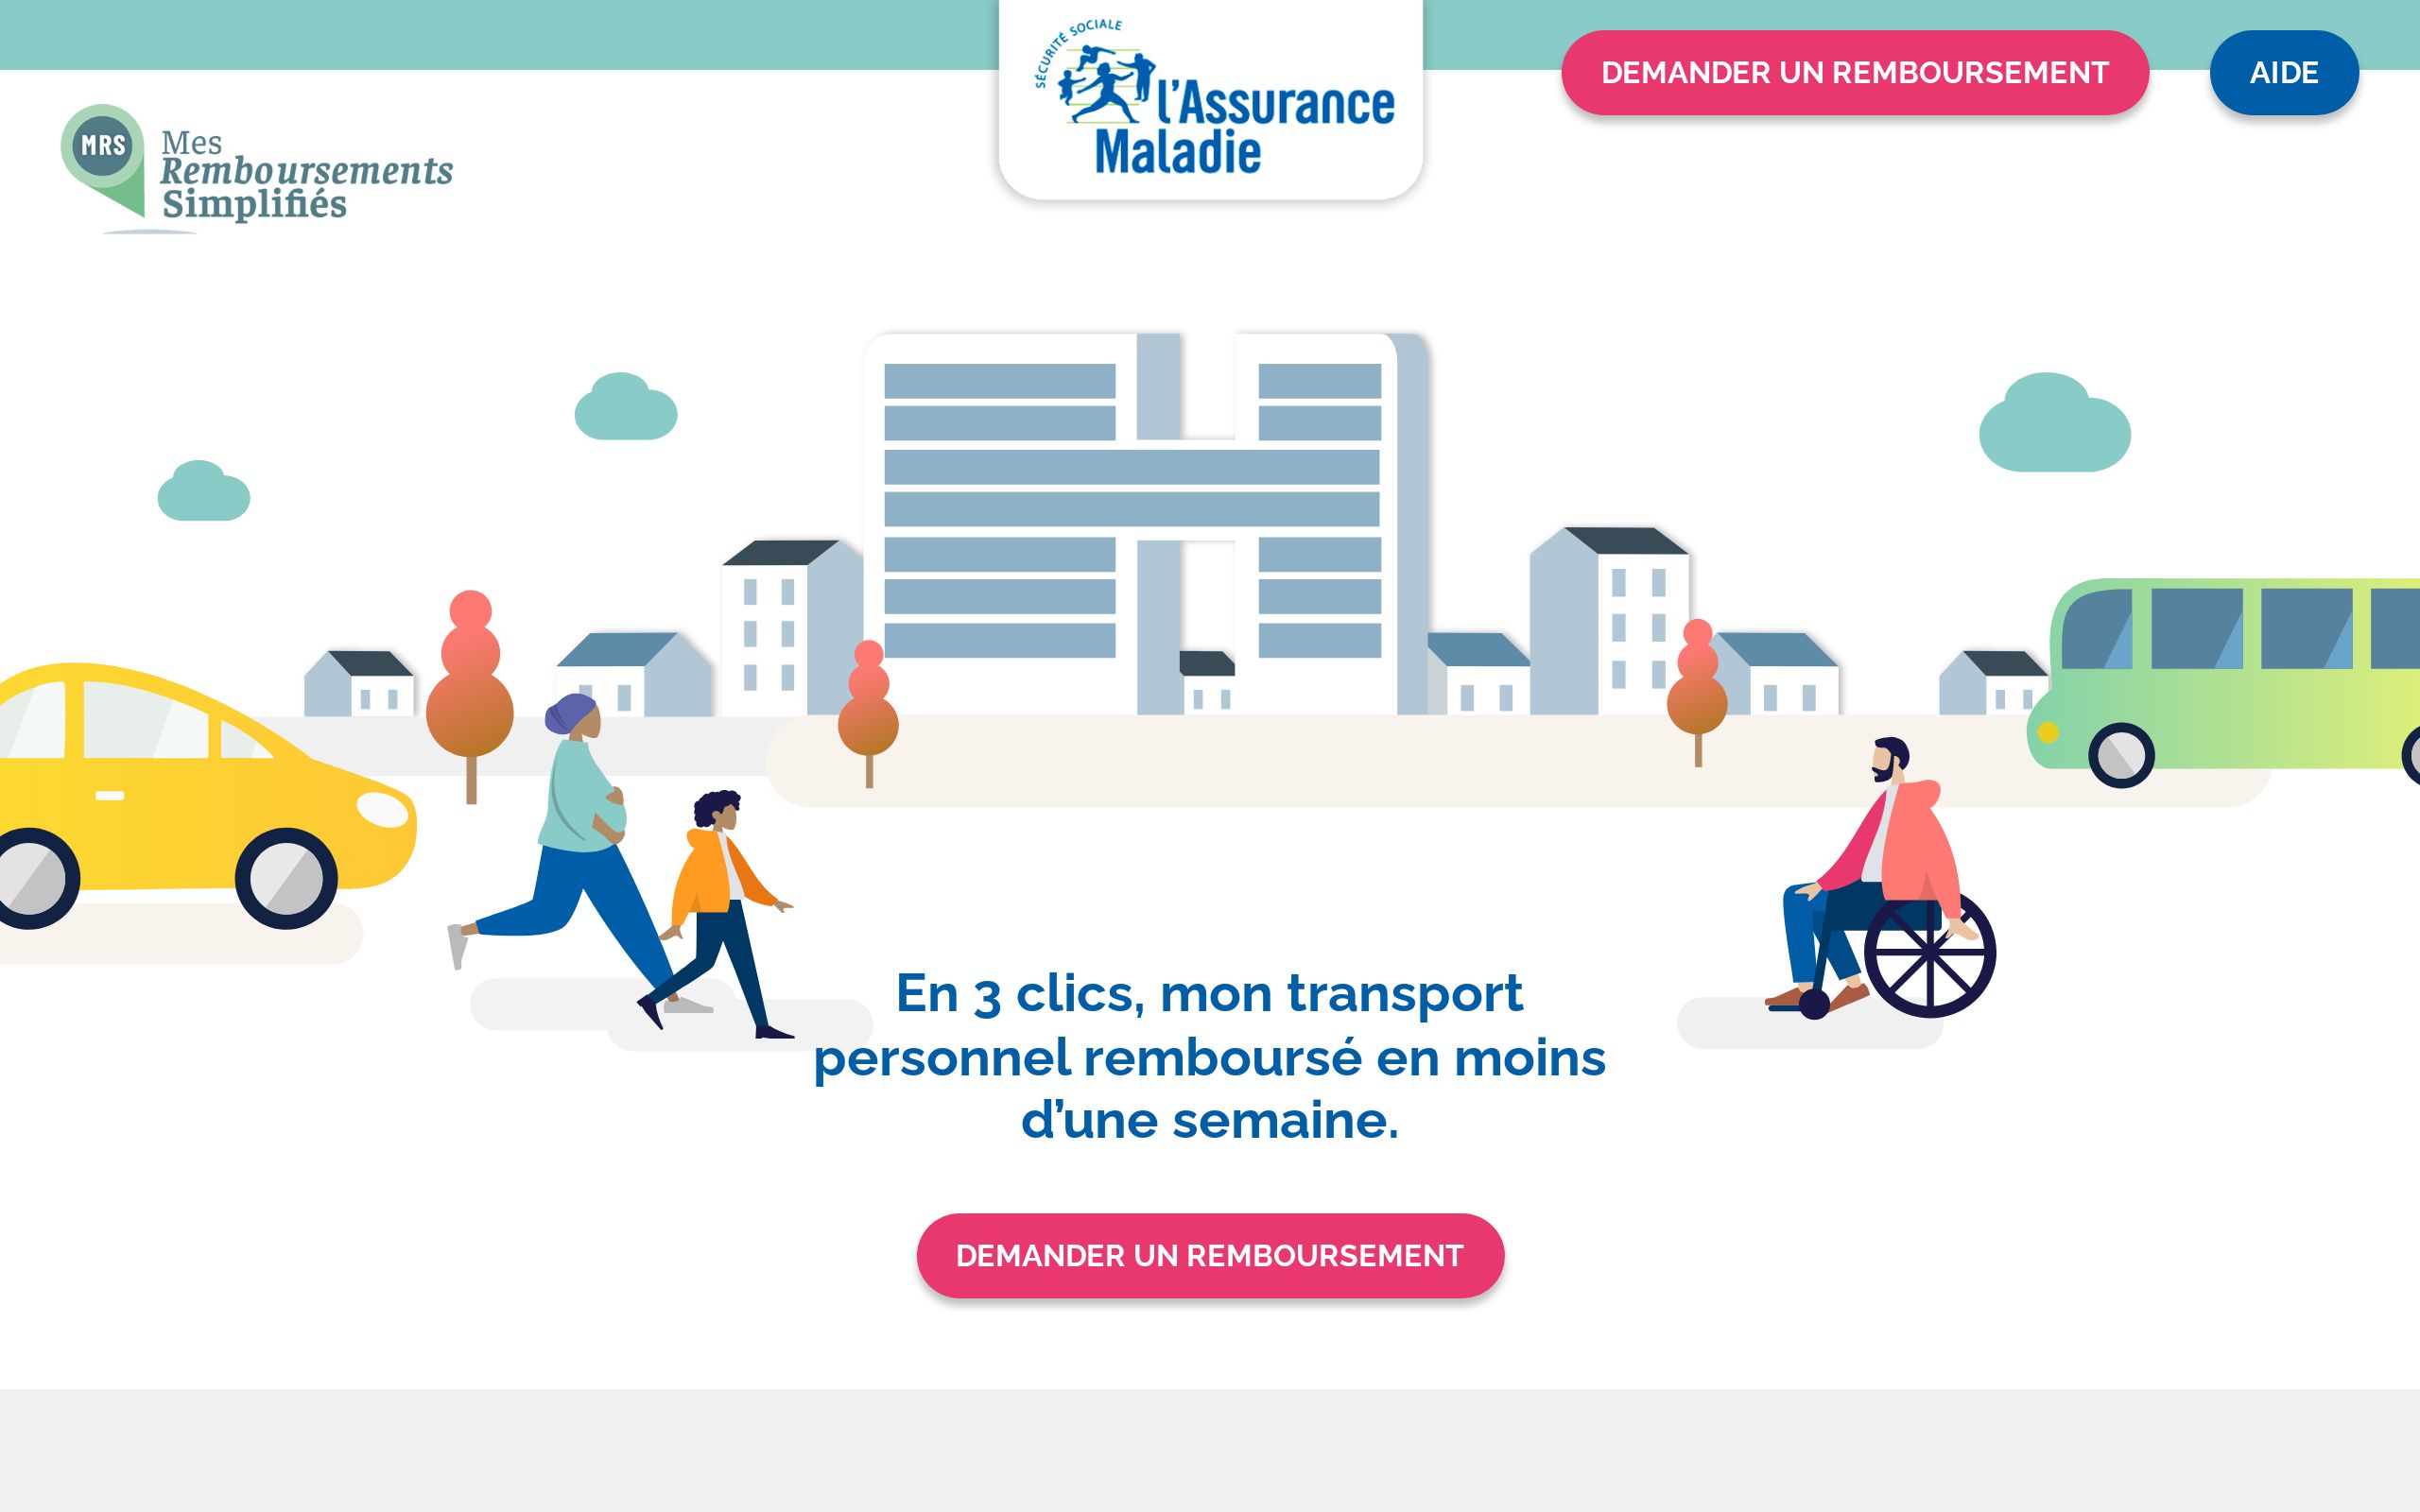 SÉCURITÉ SOCIALE
l'Assurance
Maladie
DEMANDER UN REMBOURSEMENT
AIDE
MRS
Mes
Remboursements
Simplifiés
En 3 clics, mon transport
personnel remboursé en moins
d’une semaine.
DEMANDER UN REMBOURSEMENT